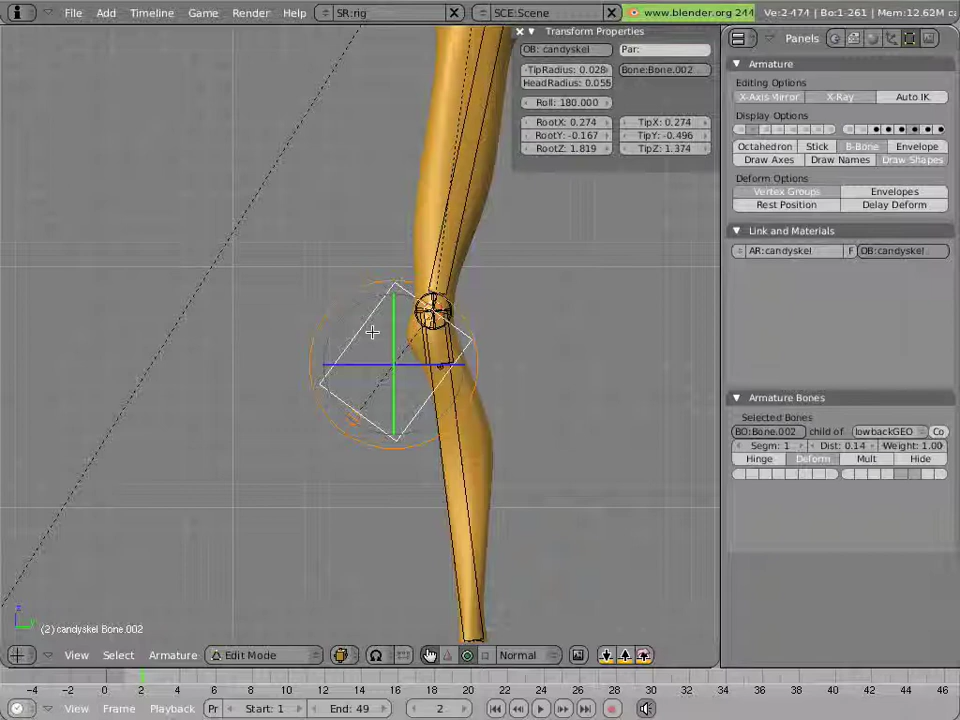 File Add Timeline Game Render Help SR:rig SCE:Scene www.blender.org 244 Ve:2-474 | Bo:1-261 | Mem:12.62M
Transform Properties
OB: candyskel Par:
TipRadius: 0.028 Bone:Bone.002
HeadRadius: 0.055
Roll: 180.000
RootX: 0.274 TipX: 0.274
RootY: -0.167 TipY: -0.496
RootZ: 1.819 TipZ: 1.374
Panels
Armature
Editing Options
X-Axis Mirror X-Ray Auto IK
Display Options
Octahedron Stick B-Bone Envelope
Draw Axes Draw Names Draw Shapes
Deform Options
Vertex Groups Envelopes
Rest Position Delay Deform
Link and Materials
AR:candyskel F OB:candyskel
Armature Bones
Selected Bones
BO:Bone.002 child of lowbackGEO Co
Segm: 1 Dist: 0.14 Weight: 1.00
Hinge Deform Mult Hide
z
y
(2) candyskel Bone.002
View Select Armature Edit Mode Normal
-4 -2 0 2 4 6 8 10 12 14 16 18 20 22 24 26 28 30 32 34 36 38 40 42 44 46
View Frame Playback Pr Start: 1 End: 49 2